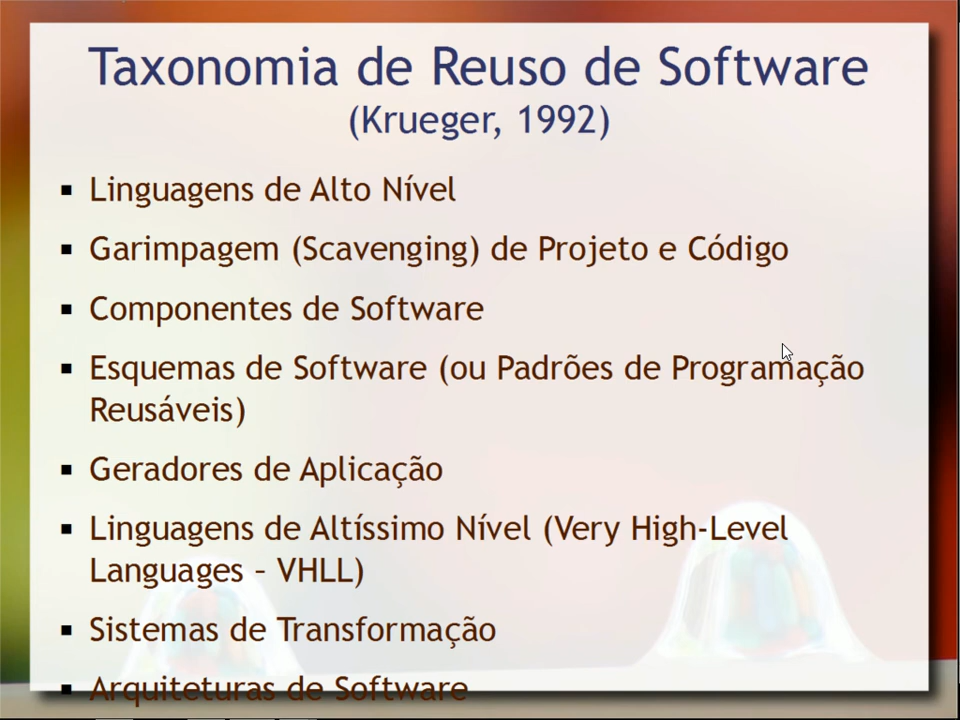 Taxonomia de Reuso de Software
(Krueger, 1992)
▪ Linguagens de Alto Nível
▪ Garimpagem (Scavenging) de Projeto e Código
▪ Componentes de Software
▪ Esquemas de Software (ou Padrões de Programação
Reusáveis)
▪ Geradores de Aplicação
▪ Linguagens de Altíssimo Nível (Very High-Level
Languages – VHLL)
▪ Sistemas de Transformação
▪ Arquiteturas de Software